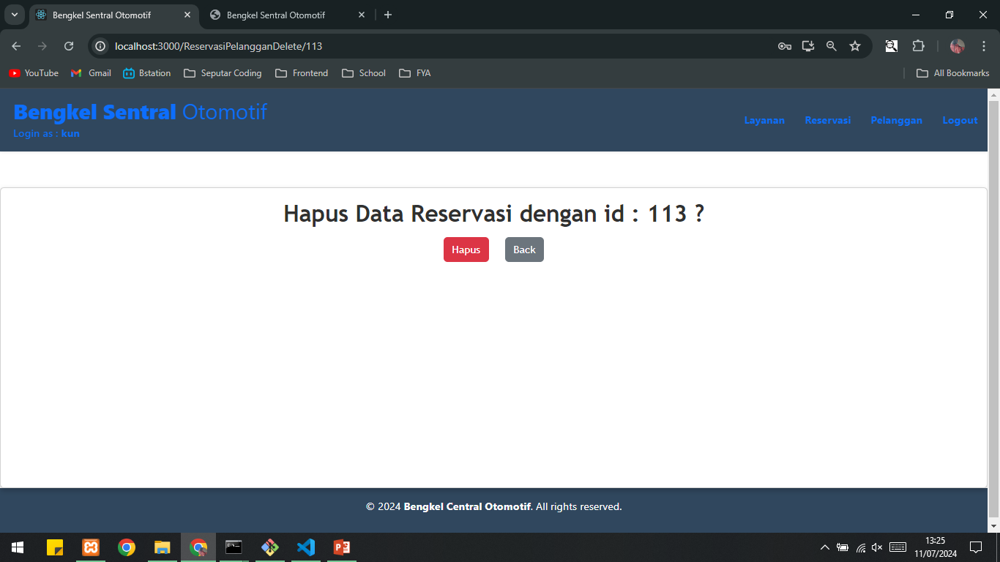 Bengkel Sentral Otomotif
Bengkel Sentral Otomotif
localhost:3000/ReservasiPelangganDelete/113
YouTube
Gmail
Bstation
Seputar Coding
Frontend
School
FYA
All Bookmarks
Bengkel Sentral Otomotif
Login as : kun
Layanan
Reservasi
Pelanggan
Logout
Hapus Data Reservasi dengan id : 113 ?
Hapus
Back
© 2024 Bengkel Central Otomotif. All rights reserved.
13:25
11/07/2024